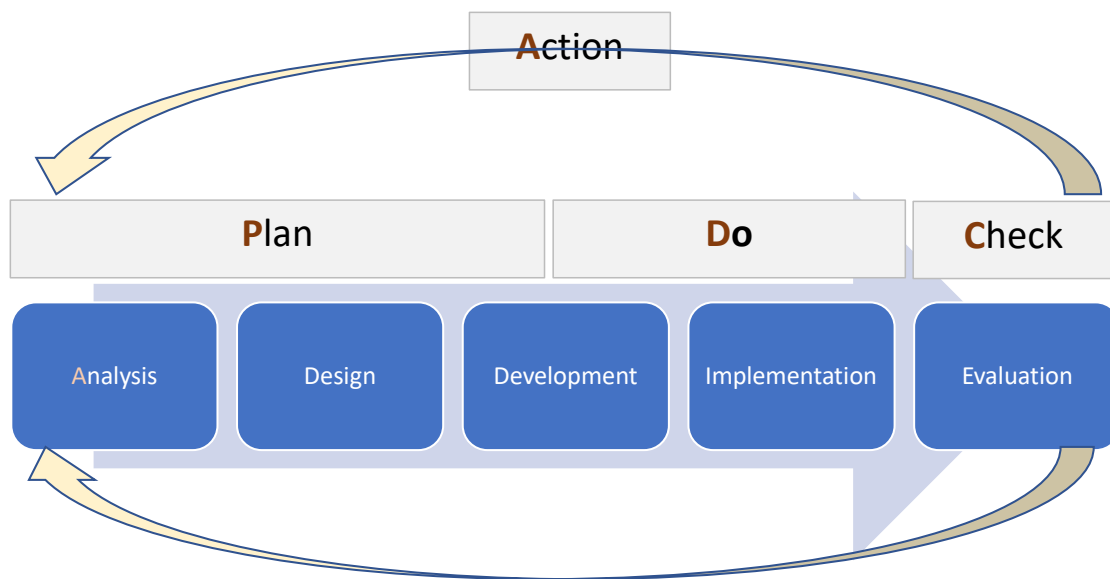 Action
Plan
Do
Check
Analysis
Design
Development
Implementation
Evaluation